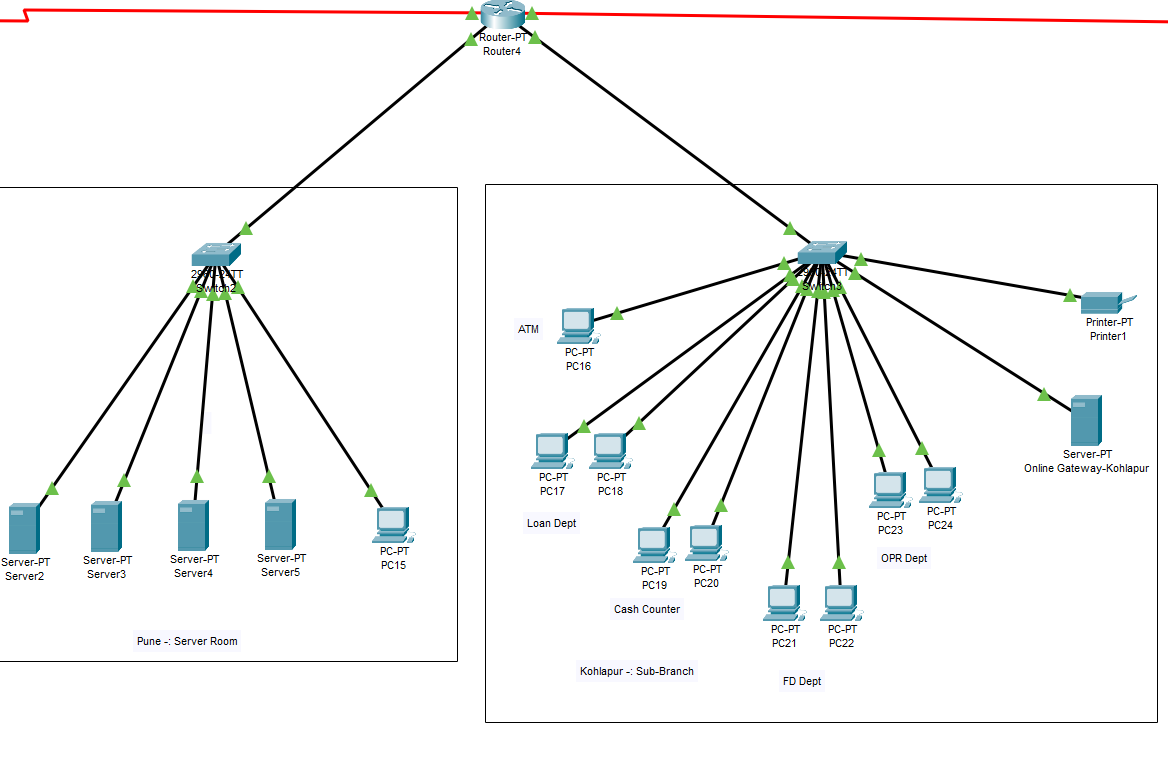 Router-PT
Router4
2960-24TT
Switch2
2960-24TT
Switch3
Printer-PT
Printer1
ATM
PC-PT
PC16
Server-PT
Online Gateway-Kohlapur
PC-PT
PC17
PC-PT
PC18
Loan Dept
PC-PT
PC23
PC-PT
PC24
OPR Dept
Server-PT
Server2
Server-PT
Server3
Server-PT
Server4
Server-PT
Server5
PC-PT
PC15
PC-PT
PC19
PC-PT
PC20
Cash Counter
PC-PT
PC21
PC-PT
PC22
Pune -: Server Room
Kohlapur -: Sub-Branch
FD Dept